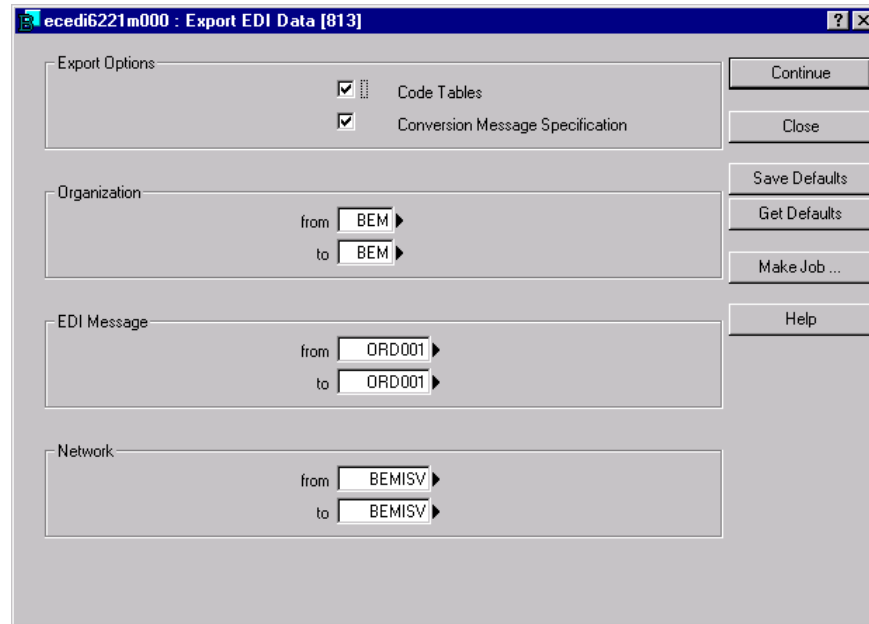 ecedi6221m000 : Export EDI Data [813]
Export Options
Code Tables
Conversion Message Specification
Organization
from BEM
to BEM
EDI Message
from ORD001
to ORD001
Network
from BEMISV
to BEMISV
Continue
Close
Save Defaults
Get Defaults
Make Job ...
Help